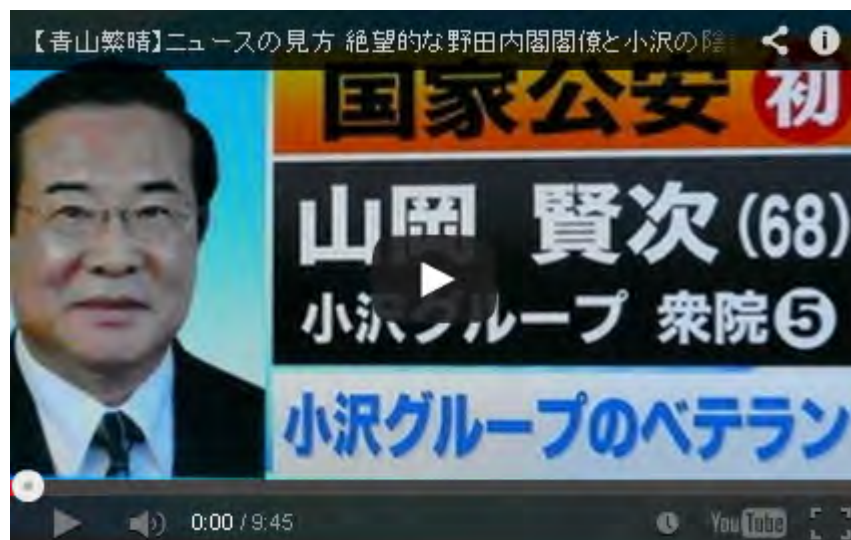 【青山繁晴】ニュースの見方 絶望的な野田内閣閣僚と小沢の陰
国家公安 初
山岡 賢次(68)
小沢グループ 衆院❺
小沢グループのベテラン
0:00 / 9:45
YouTube